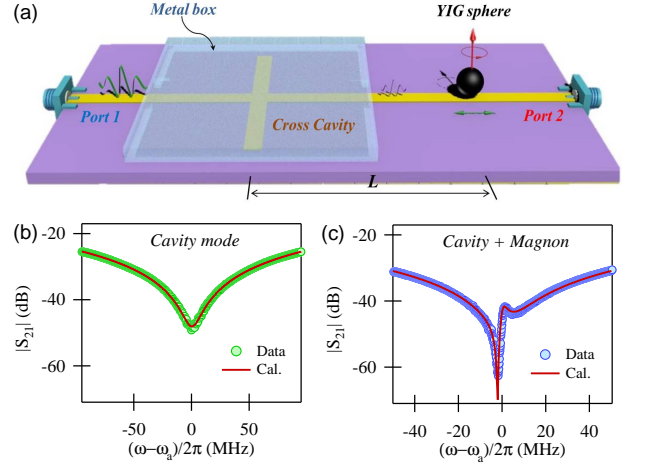 (a)
Metal box
YIG sphere
Port 1
Cross Cavity
Port 2
L
(b)
Cavity mode
-20
-40
-60
|S21| (dB)
Data
Cal.
-50
0
50
(ω−ωa)/2π (MHz)
(c)
Cavity + Magnon
-20
-40
-60
|S21| (dB)
Data
Cal.
-40
-20
0
20
40
(ω−ωa)/2π (MHz)